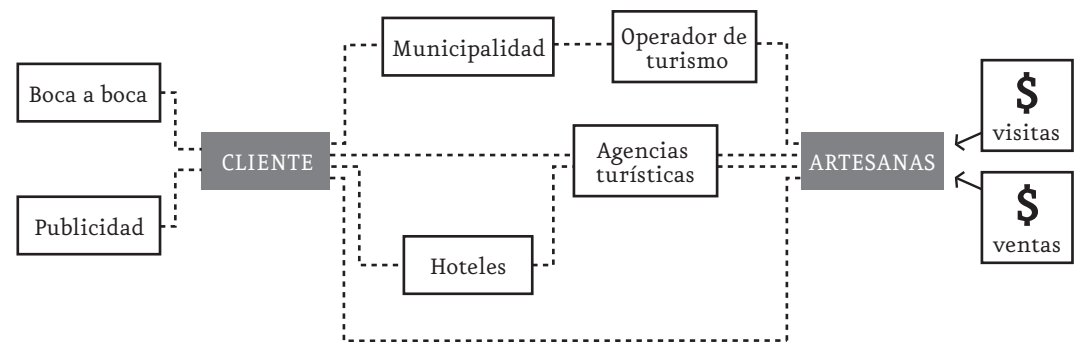 Boca a boca
Publicidad
CLIENTE
Municipalidad
Operador de
turismo
Agencias
turísticas
Hoteles
ARTESANAS
$
visitas
$
ventas